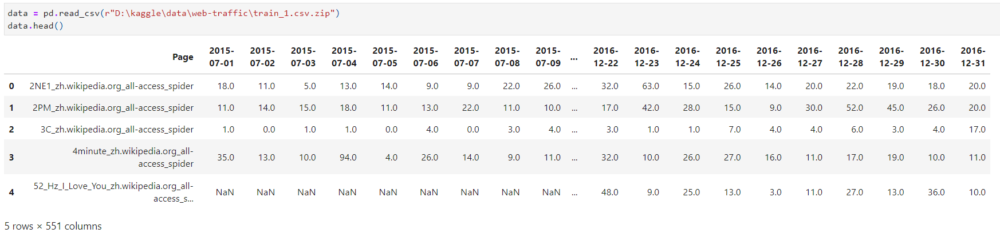 data = pd.read_csv(r"D:\kaggle\data\web-traffic\train_1.csv.zip")
data.head()
Page 2015-07-01 2015-07-02 2015-07-03 2015-07-04 2015-07-05 2015-07-06 2015-07-07 2015-07-08 2015-07-09 ... 2016-12-22 2016-12-23 2016-12-24 2016-12-25 2016-12-26 2016-12-27 2016-12-28 2016-12-29 2016-12-30 2016-12-31
0 2NE1_zh.wikipedia.org_all-access_spider 18.0 11.0 5.0 13.0 14.0 9.0 9.0 22.0 26.0 ... 32.0 63.0 15.0 26.0 14.0 20.0 22.0 19.0 18.0 20.0
1 2PM_zh.wikipedia.org_all-access_spider 11.0 14.0 15.0 18.0 11.0 13.0 22.0 11.0 10.0 ... 17.0 42.0 28.0 15.0 9.0 30.0 52.0 45.0 26.0 20.0
2 3C_zh.wikipedia.org_all-access_spider 1.0 0.0 1.0 1.0 0.0 4.0 0.0 3.0 4.0 ... 3.0 1.0 1.0 7.0 4.0 4.0 6.0 3.0 4.0 17.0
3 4minute_zh.wikipedia.org_all-access_spider 35.0 13.0 10.0 94.0 4.0 26.0 14.0 9.0 11.0 ... 32.0 10.0 26.0 27.0 16.0 11.0 17.0 19.0 10.0 11.0
4 52_Hz_I_Love_You_zh.wikipedia.org_all-access_s... NaN NaN NaN NaN NaN NaN NaN NaN NaN ... 48.0 9.0 25.0 13.0 3.0 11.0 27.0 13.0 36.0 10.0
5 rows × 551 columns